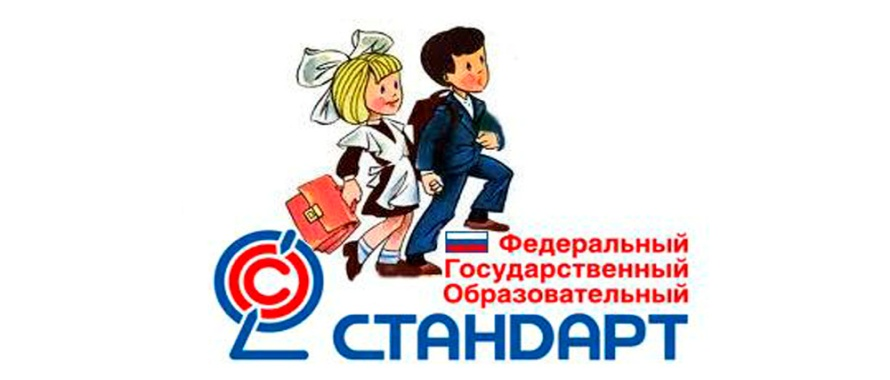 Федеральный
Государственный
Образовательный
С СТАНДАРТ